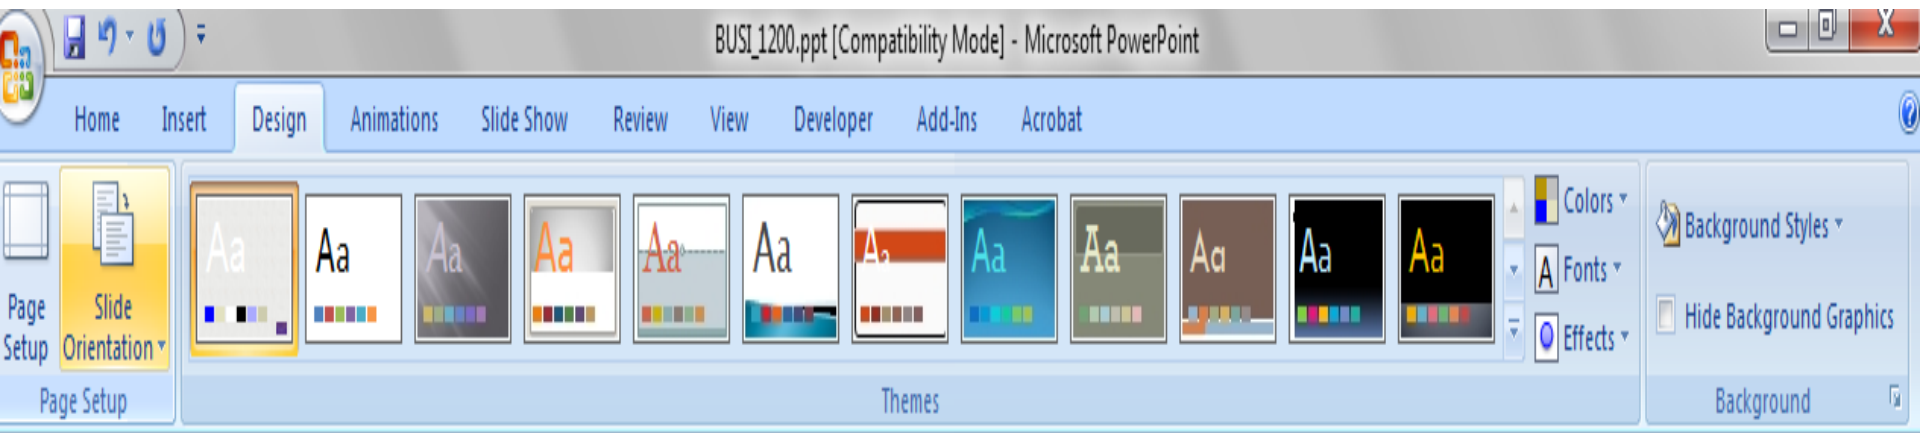 BUSI_1200.ppt [Compatibility Mode] - Microsoft PowerPoint
Home Insert Design Animations Slide Show Review View Developer Add-Ins Acrobat
Page Setup
Slide Orientation
Aa Aa Aa Aa Aa Aa Aa Aa Aa Aa Aa Aa
Colors
A Fonts
Effects
Background Styles
Hide Background Graphics
Page Setup
Themes
Background